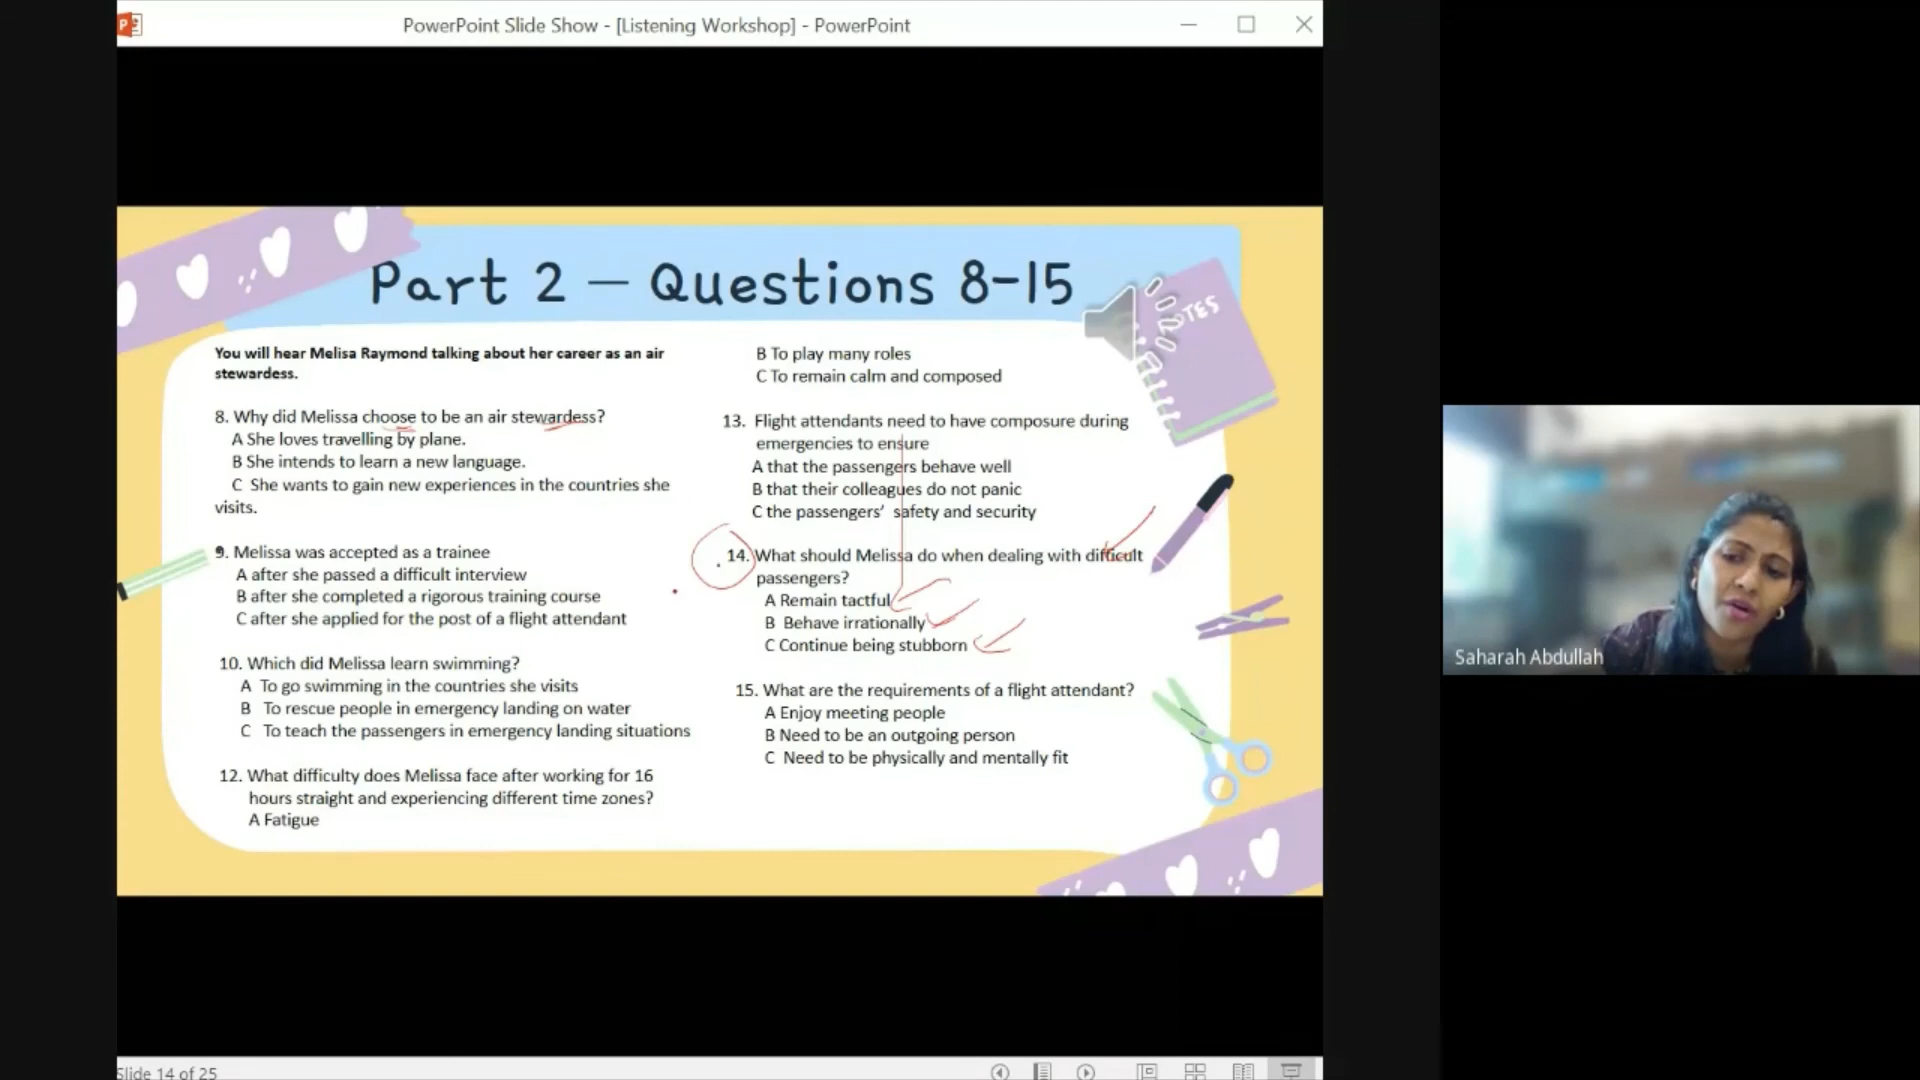 PowerPoint Slide Show - [Listening Workshop] - PowerPoint
Part 2 – Questions 8-15
You will hear Melisa Raymond talking about her career as an air
stewardess.
8. Why did Melissa choose to be an air stewardess?
A She loves travelling by plane.
B She intends to learn a new language.
C She wants to gain new experiences in the countries she
visits.
9. Melissa was accepted as a trainee
A after she passed a difficult interview
B after she completed a rigorous training course
C after she applied for the post of a flight attendant
10. Which did Melissa learn swimming?
A To go swimming in the countries she visits
B To rescue people in emergency landing on water
C To teach the passengers in emergency landing situations
12. What difficulty does Melissa face after working for 16
hours straight and experiencing different time zones?
A Fatigue
B To play many roles
C To remain calm and composed
13. Flight attendants need to have composure during
emergencies to ensure
A that the passengers behave well
B that their colleagues do not panic
C the passengers’ safety and security
14. What should Melissa do when dealing with difficult
passengers?
A Remain tactful
B Behave irrationally
C Continue being stubborn
15. What are the requirements of a flight attendant?
A Enjoy meeting people
B Need to be an outgoing person
C Need to be physically and mentally fit
Saharah Abdullah
Slide 14 of 25